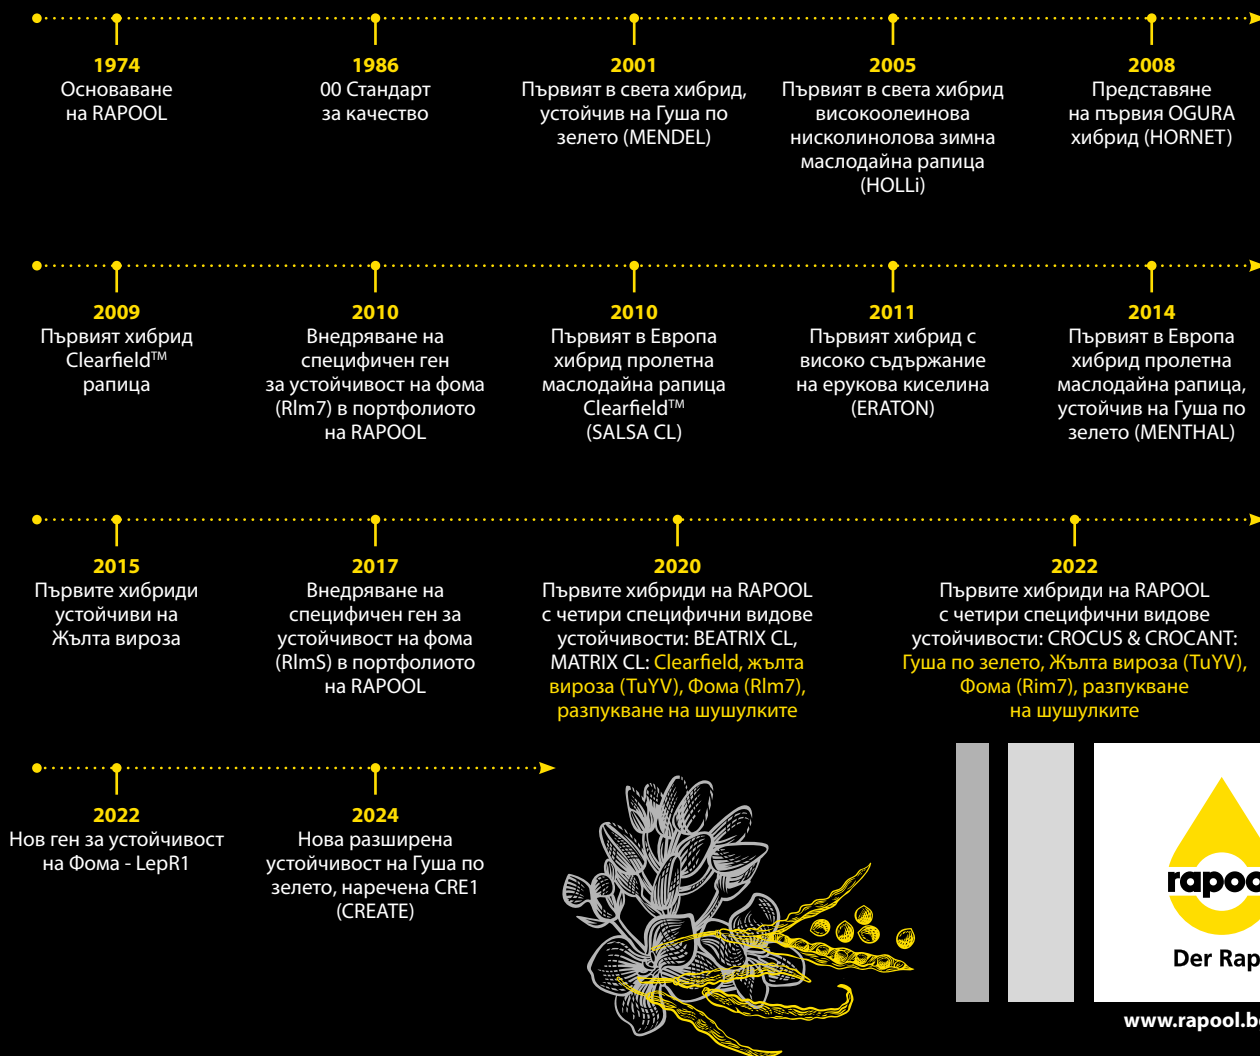 1974
Основаване
на RAPOOL
1986
00 Стандарт
за качество
2001
Първият в света хибрид,
устойчив на Гуша по
зелето (MENDEL)
2005
Първият в света хибрид
високоолеинова
нисколинолова зимна
маслодайна рапица
(HOLLi)
2008
Представяне
на първия OGURA
хибрид (HORNET)
2009
Първият хибрид
Clearfield™
рапица
2010
Внедряване на
специфичен ген
за устойчивост на фома
(Rlm7) в портфолиото
на RAPOOL
2010
Първият в Европа
хибрид пролетна
маслодайна рапица
Clearfield™
(SALSA CL)
2011
Първият хибрид с
високо съдържание
на ерукова киселина
(ERATON)
2014
Първият в Европа
хибрид пролетна
маслодайна рапица,
устойчив на Гуша по
зелето (MENTHAL)
2015
Първите хибриди
устойчиви на
Жълта вироза
2017
Внедряване на
специфичен ген за
устойчивост на фома
(RlmS) в портфолиото
на RAPOOL
2020
Първите хибриди на RAPOOL
с четири специфични видове
устойчивости: BEATRIX CL,
MATRIX CL: Clearfield, жълта
вироза (TuYV), Фома (Rlm7),
разпукване на шушулките
2022
Първите хибриди на RAPOOL
с четири специфични видове
устойчивости: CROCUS & CROCANT:
Гуша по зелето, Жълта вироза (TuYV),
Фома (Rim7), разпукване
на шушулките
2022
Нов ген за устойчивост
на Фома - LepR1
2024
Нова разширена
устойчивост на Гуша по
зелето, наречена CRE1
(CREATE)
rapoo
Der Rap
www.rapool.b